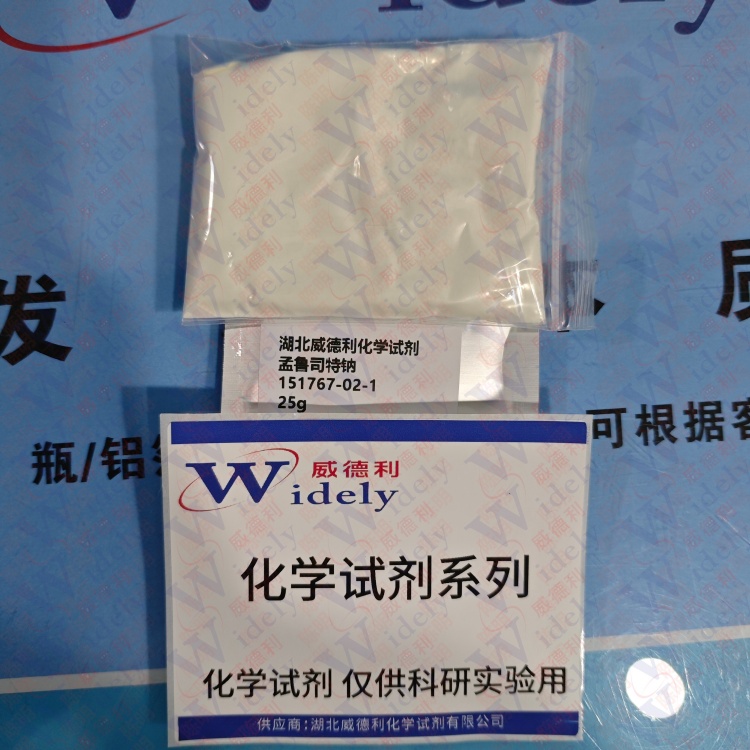 Widely
发
质
湖北威德利化学试剂
孟鲁司特钠
151767-02-1
25g
瓶/铝
可根据客
威德利
Widely
化学试剂系列
化学试剂 仅供科研实验用
供应商:湖北威德利化学试剂有限公司